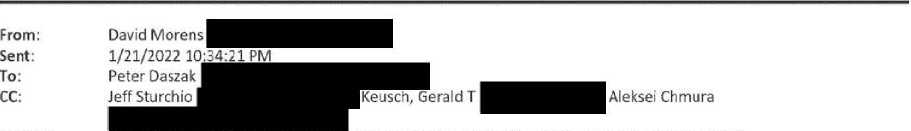 From: David Morens
Sent: 1/21/2022 10:34:21 PM
To: Peter Daszak
CC: Jeff Sturchio Keusch, Gerald T Aleksei Chmura